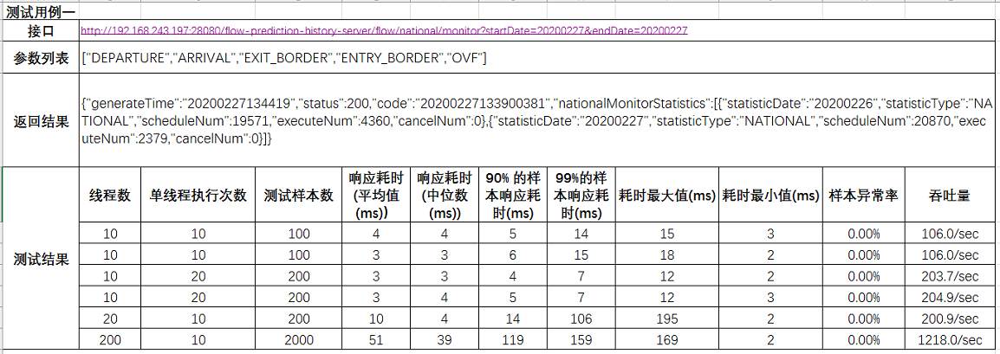 测试用例一
接口 http://192.168.243.197:28080/flow-prediction-history-server/flow/national/monitor?startDate=20200227&endDate=20200227
参数列表 ["DEPARTURE","ARRIVAL","EXIT_BORDER","ENTRY_BORDER","OVF"]
返回结果 {"generateTime":"20200227134419","status":200,"code":"20200227133900381","nationalMonitorStatistics":[{"statisticDate":"20200226","statisticType":"NA
TIONAL","scheduleNum":19571,"executeNum":4360,"cancelNum":0},{"statisticDate":"20200227","statisticType":"NATIONAL","scheduleNum":20870,"exec
uteNum":2379,"cancelNum":0}]}
测试结果
线程数 单线程执行次数 测试样本数 响应耗时(平均值(ms)) 响应耗时(中位数(ms)) 90% 的样本响应耗时(ms) 99%的样本响应耗时(ms) 耗时最大值(ms) 耗时最小值(ms) 样本异常率 吞吐量
10 10 100 4 4 5 14 15 3 0.00% 106.0/sec
10 10 100 3 3 6 15 18 2 0.00% 106.0/sec
10 20 200 3 3 4 7 12 2 0.00% 203.7/sec
10 20 200 3 4 5 7 12 3 0.00% 204.9/sec
20 10 200 10 4 14 106 195 2 0.00% 200.9/sec
200 10 2000 51 39 119 159 169 2 0.00% 1218.0/sec